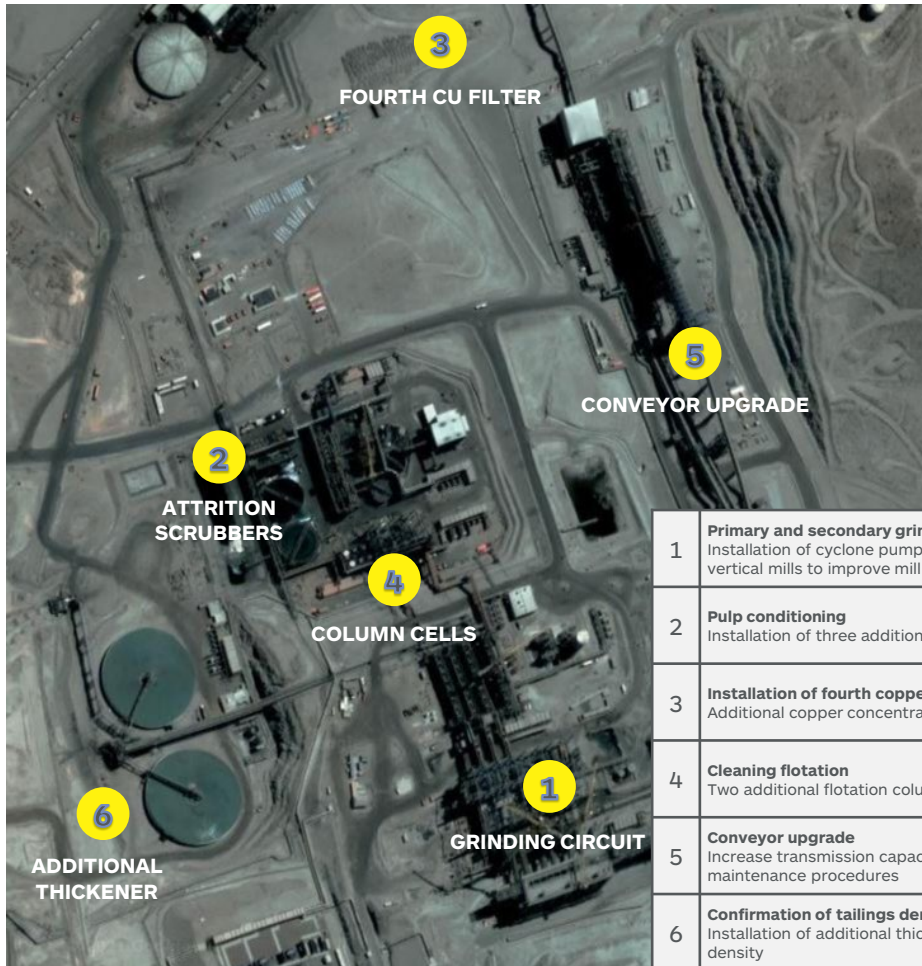 3
FOURTH CU FILTER
5
CONVEYOR UPGRADE
2
ATTRITION
SCRUBBERS
4
COLUMN CELLS
1
GRINDING CIRCUIT
6
ADDITIONAL
THICKENER
1
Primary and secondary grin
Installation of cyclone pump
vertical mills to improve mill
2
Pulp conditioning
Installation of three addition
3
Installation of fourth coppe
Additional copper concentra
4
Cleaning flotation
Two additional flotation colu
5
Conveyor upgrade
Increase transmission capac
maintenance procedures
6
Confirmation of tailings den
Installation of additional thic
density